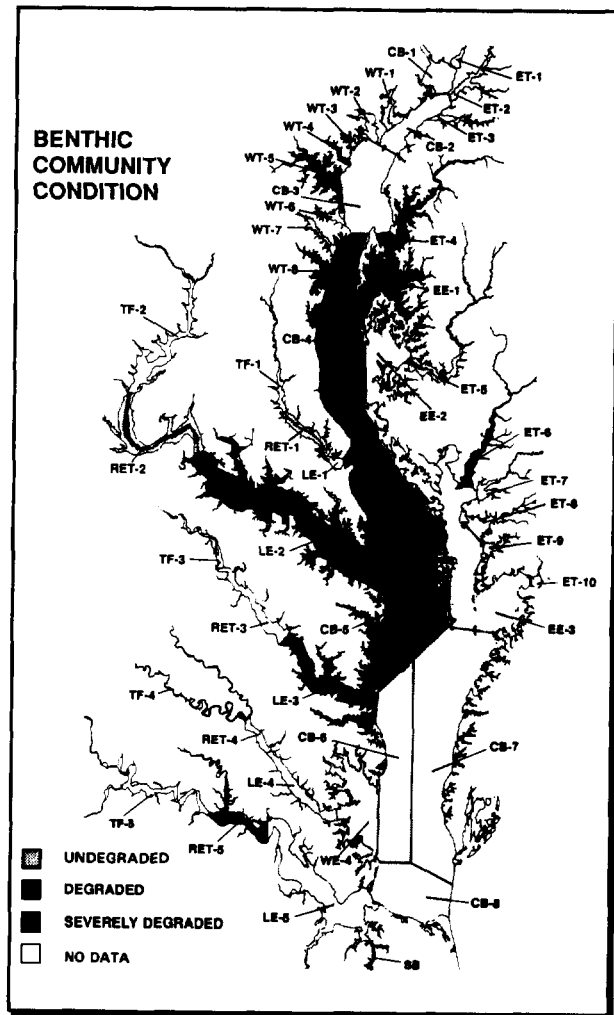 BENTHIC
COMMUNITY
CONDITION
CB-1
ET-1
WT-1
WT-2
ET-2
WT-3
ET-3
WT-4
CB-2
WT-5
CB-3
WT-6
WT-7
ET-4
WT-8
EE-1
TF-2
CB-4
TF-1
ET-5
EE-2
ET-6
RET-2
RET-1
LE-1
ET-7
ET-8
LE-2
ET-9
TF-3
ET-10
RET-3
CB-5
EE-3
LE-3
TF-4
RET-4
CB-6
CB-7
LE-4
TF-5
RET-5
WE-4
LE-5
CB-8
SB
UNDEGRADED
DEGRADED
SEVERELY DEGRADED
NO DATA